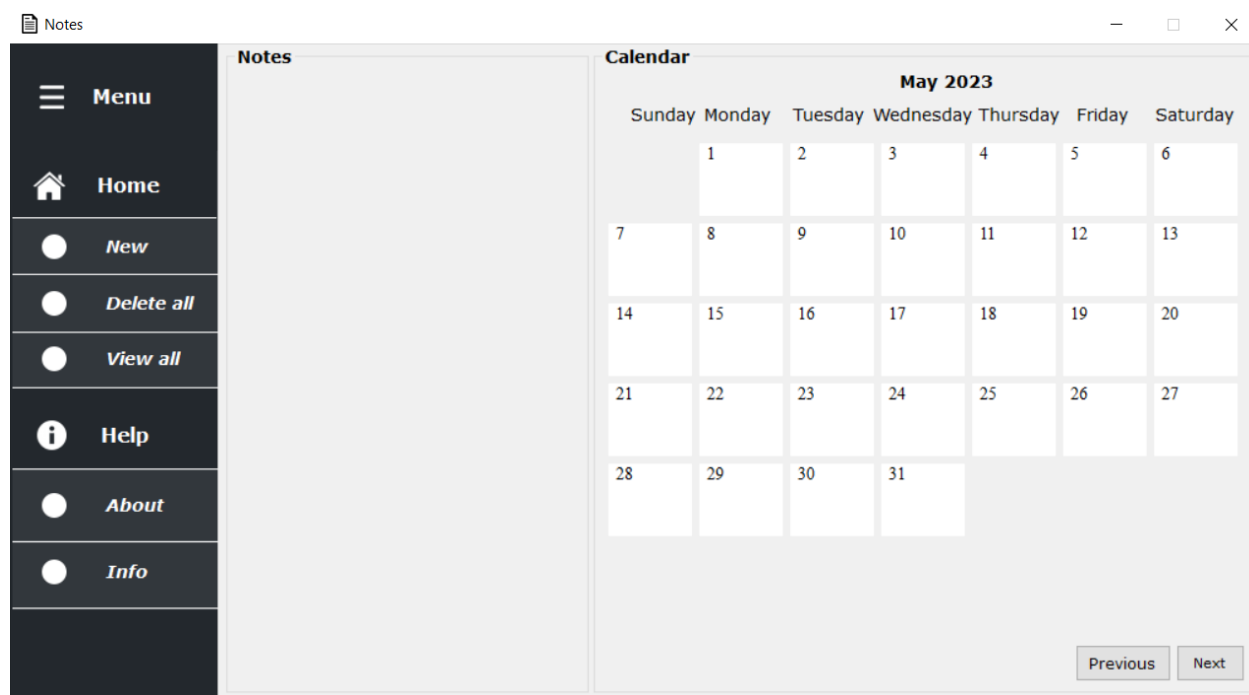 Notes
Menu
Home
New
Delete all
View all
Help
About
Info
Notes
Calendar
May 2023
Sunday Monday Tuesday Wednesday Thursday Friday Saturday
1 2 3 4 5 6
7 8 9 10 11 12 13
14 15 16 17 18 19 20
21 22 23 24 25 26 27
28 29 30 31
Previous Next